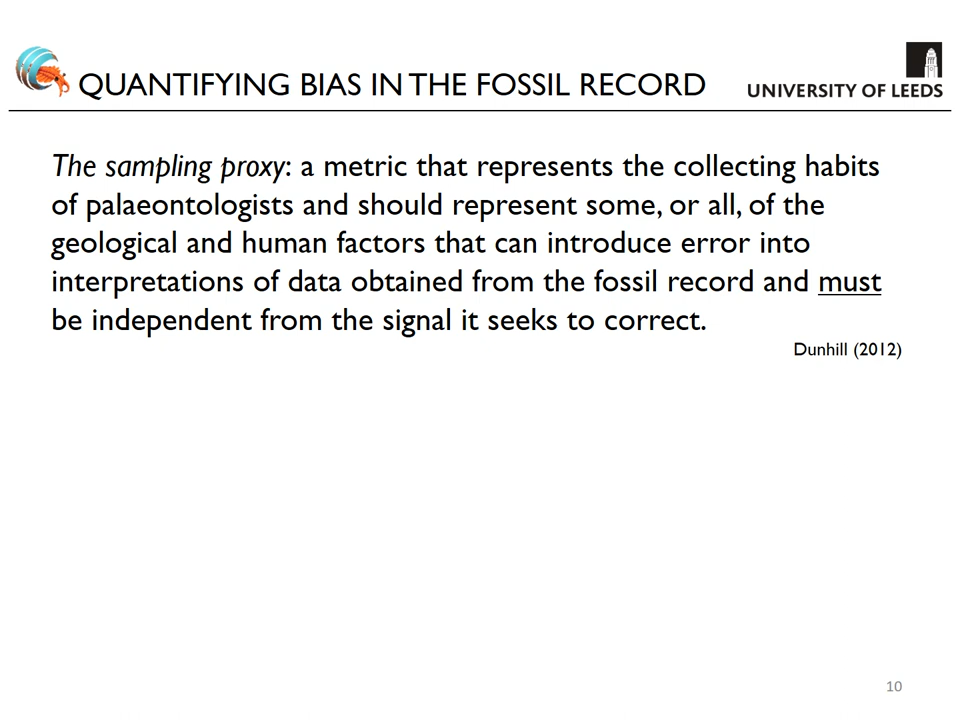 QUANTIFYING BIAS IN THE FOSSIL RECORD
UNIVERSITY OF LEEDS
The sampling proxy: a metric that represents the collecting habits
of palaeontologists and should represent some, or all, of the
geological and human factors that can introduce error into
interpretations of data obtained from the fossil record and must
be independent from the signal it seeks to correct.
Dunhill (2012)
10